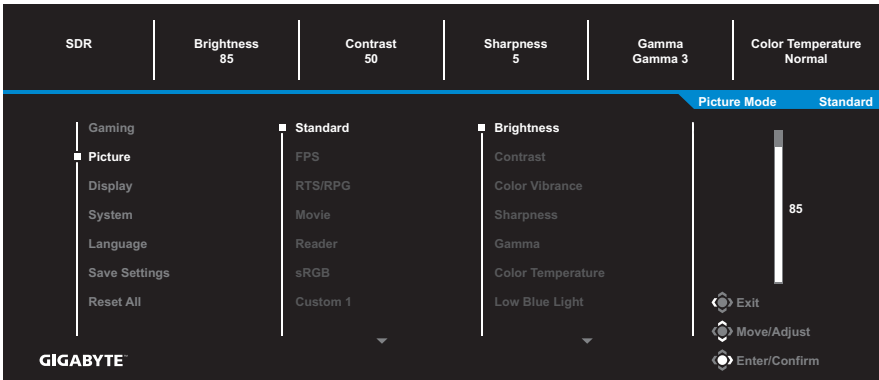 SDR
Brightness
85
Contrast
50
Sharpness
5
Gamma
Gamma 3
Color Temperature
Normal
Picture Mode Standard
Gaming
Picture
Display
System
Language
Save Settings
Reset All
Standard
FPS
RTS/RPG
Movie
Reader
sRGB
Custom 1
Brightness
Contrast
Color Vibrance
Sharpness
Gamma
Color Temperature
Low Blue Light
85
Exit
Move/Adjust
Enter/Confirm
GIGABYTE™